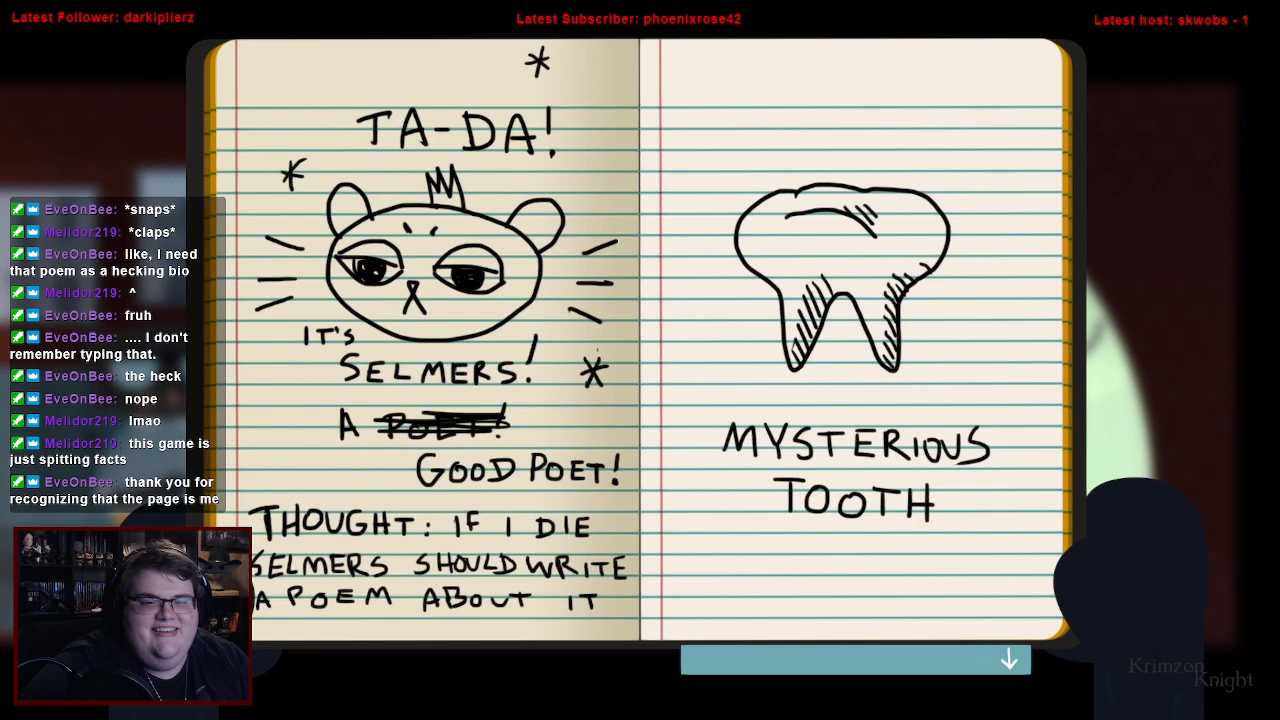 Latest Follower: darkiplierz
Latest Subscriber: phoenixrose42
Latest host: skwobs - 1
EveOnBee: *snaps*
Melidor219: *claps*
EveOnBee: like, I need
that poem as a hecking bio
Melidor219: ^
EveOnBee: fruh
EveOnBee: .... I don't
remember typing that.
EveOnBee: the heck
EveOnBee: nope
Melidor219: lmao
Melidor219: this game is
just spitting facts
EveOnBee: thank you for
recognizing that the page is me
TA-DA!
IT'S
SELMERS!
A POET!
GOOD POET!
THOUGHT: IF I DIE
SELMERS SHOULD WRITE
A POEM ABOUT IT
MYSTERIOUS
TOOTH
Krimzon
Knight